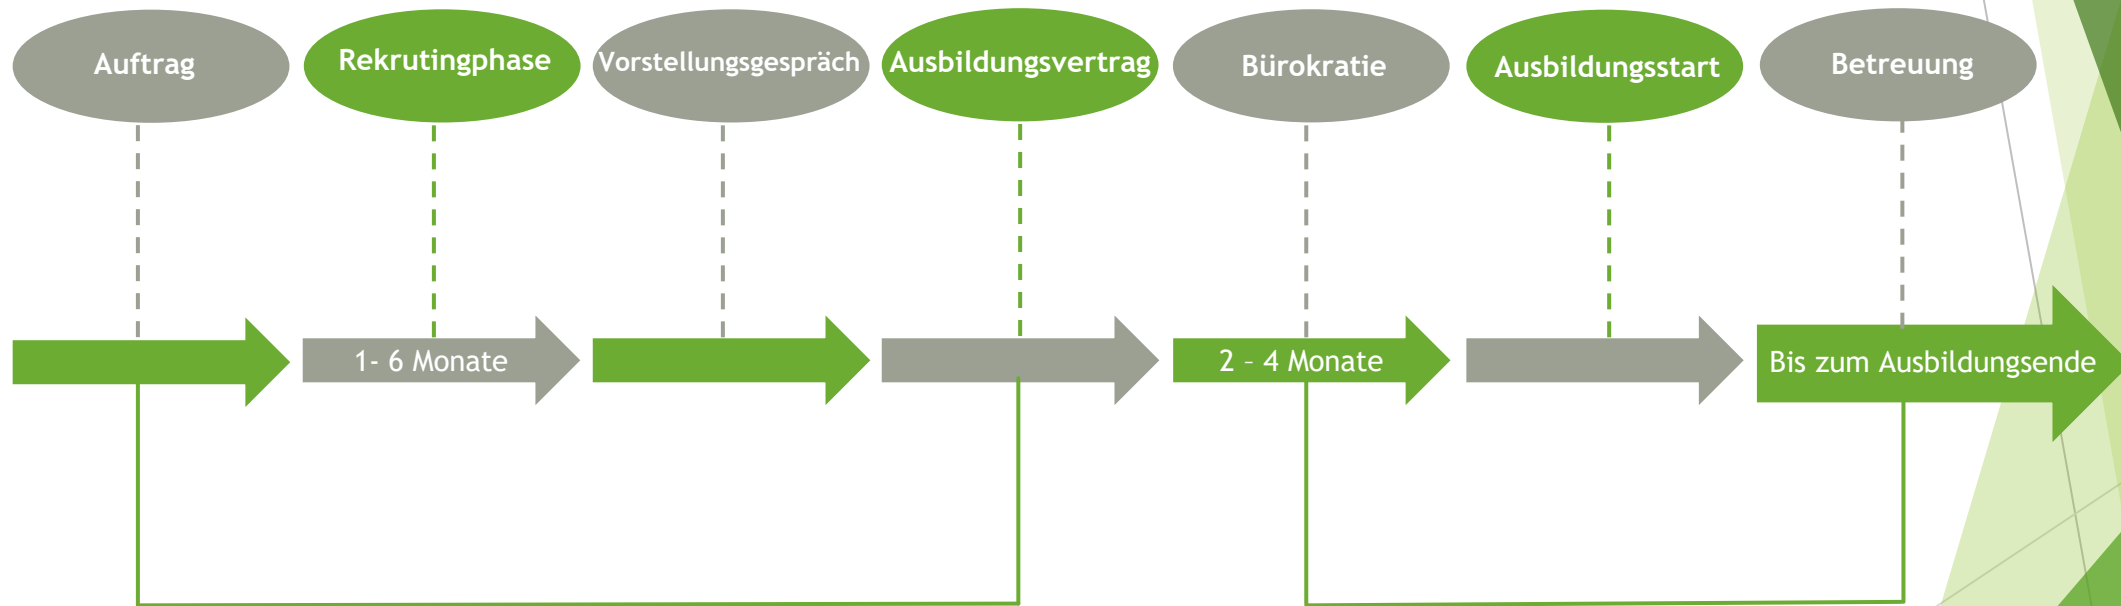 Auftrag
Rekrutingphase
Vorstellungsgespräch
Ausbildungsvertrag
Bürokratie
Ausbildungsstart
Betreuung
1- 6 Monate
2 – 4 Monate
Bis zum Ausbildungsende